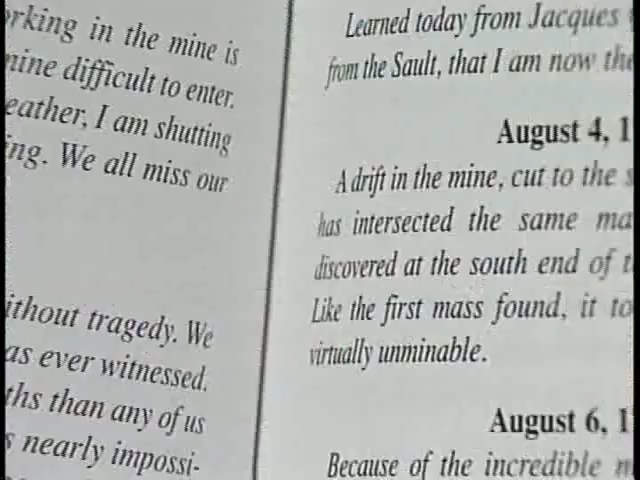 orking in the mine is
nine difficult to enter.
eather, I am shutting
ing. We all miss our
ithout tragedy. We
as ever witnessed.
ths than any of us
s nearly impossi-
Learned today from Jacques
from the Sault, that I am now the
August 4, 1
A drift in the mine, cut to the s
has intersected the same ma
discovered at the south end of t
Like the first mass found, it to
virtually unminable.
August 6, 1
Because of the incredible m